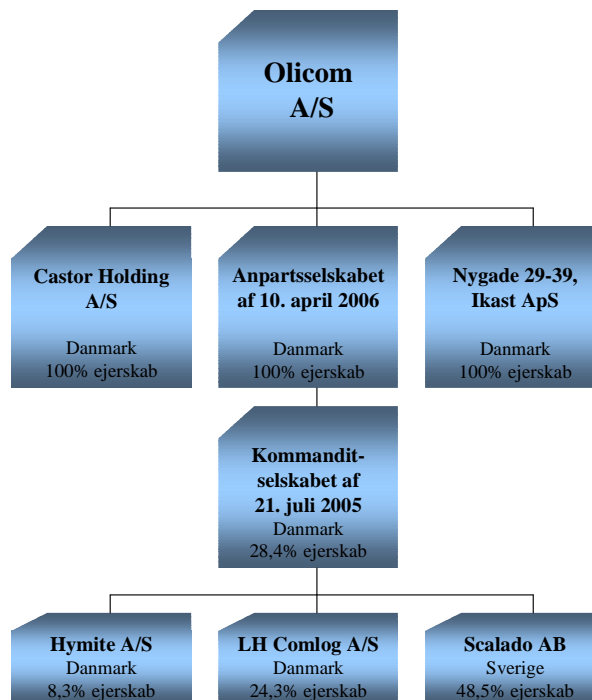 Olicom
A/S
Castor Holding
A/S
Danmark
100% ejerskab
Anpartsselskabet
af 10. april 2006
Danmark
100% ejerskab
Nygade 29-39,
Ikast ApS
Danmark
100% ejerskab
Kommandit-
selskabet af
21. juli 2005
Danmark
28,4% ejerskab
Hymite A/S
Danmark
8,3% ejerskab
LH Comlog A/S
Danmark
24,3% ejerskab
Scalado AB
Sverige
48,5% ejerskab